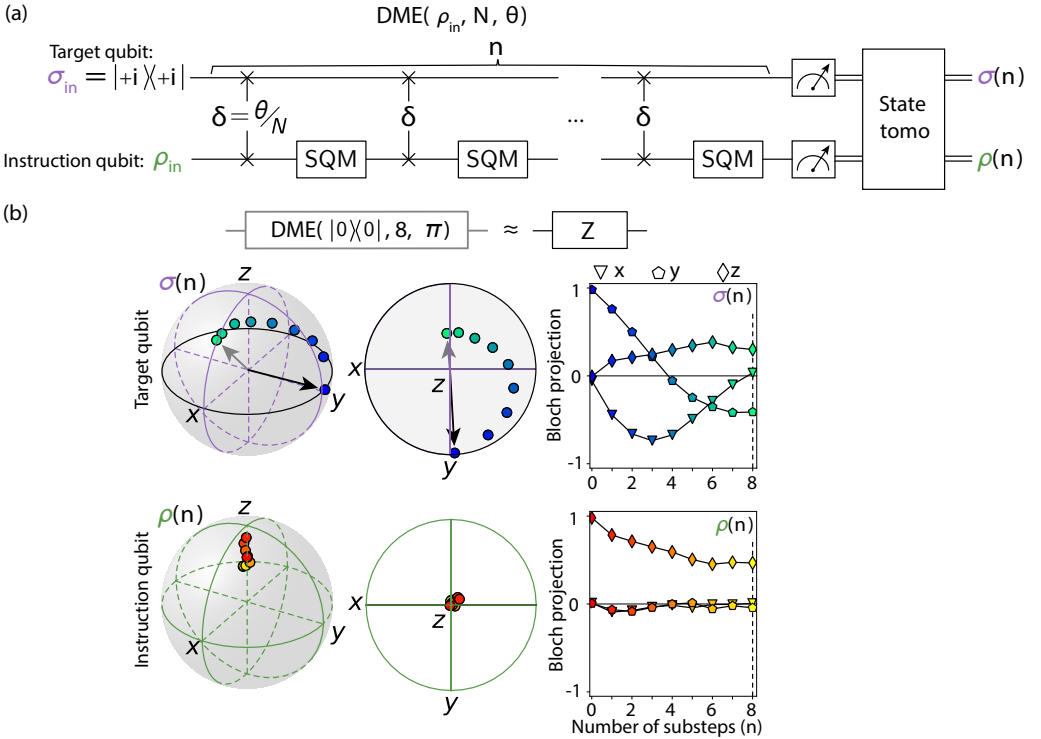 (a)
DME( ρin, N, θ)
n
Target qubit:
σin = |+i⟩⟨+i|
δ = θ/N
δ
...
δ
SQM
SQM
SQM
Instruction qubit: ρin
State
tomo
σ(n)
ρ(n)
(b)
DME( |0⟩⟨0| , 8, π) ≈ Z
Target qubit
σ(n)
z
x
y
x
z
y
x y z
σ(n)
Bloch projection
1
0
-1
0 2 4 6 8
Instruction qubit
ρ(n)
z
x
y
x
z
y
ρ(n)
Bloch projection
1
0
-1
0 2 4 6 8
Number of substeps (n)